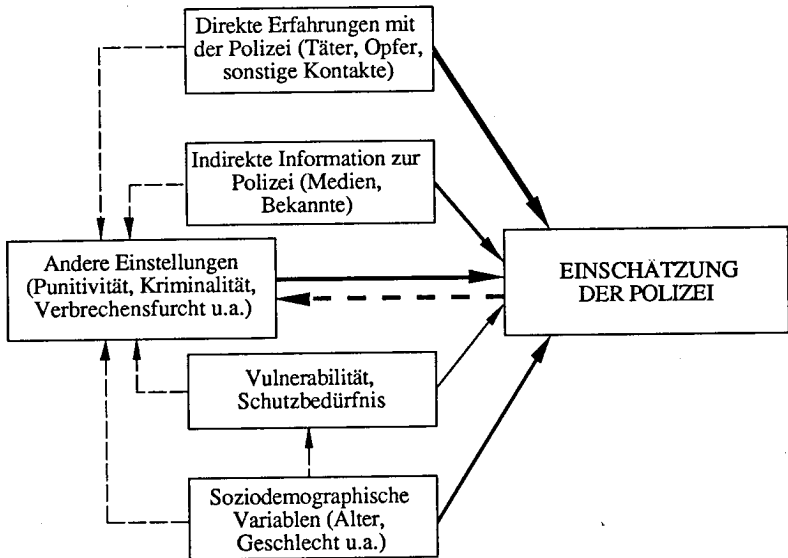 Direkte Erfahrungen mit
der Polizei (Täter, Opfer,
sonstige Kontakte)
Indirekte Information zur
Polizei (Medien,
Bekannte)
Andere Einstellungen
(Punitivität, Kriminalität,
Verbrechensfurcht u.a.)
EINSCHÄTZUNG
DER POLIZEI
Vulnerabilität,
Schutzbedürfnis
Soziodemographische
Variablen (Alter,
Geschlecht u.a.)